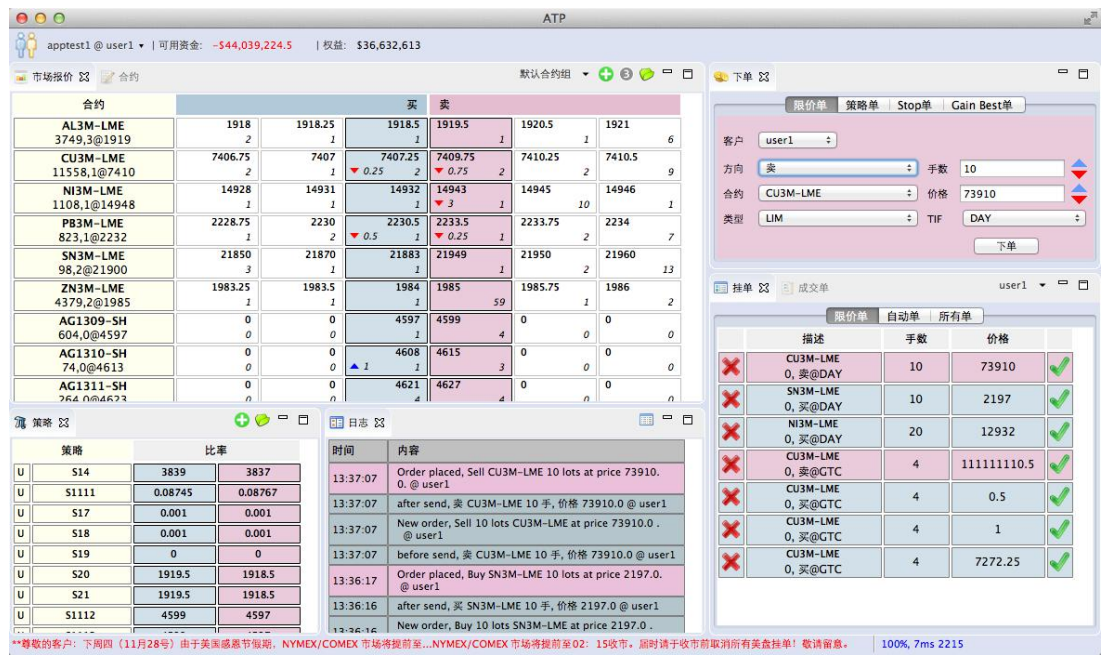 ATP
apptest1 @ user1 ▾ | 可用资金: -$44,039,224.5 | 权益: $36,632,613
市场报价 合约 默认合约组 3
合约 买 卖
AL3M-LME 1918 1918.25 1918.5 1919.5 1920.5 1921
3749,3@1919 2 1 1 1 1 6
CU3M-LME 7406.75 7407 7407.25 7409.75 7410.25 7410.5
11558,1@7410 2 1 ▼ 0.25 2 ▼ 0.75 2 2 9
NI3M-LME 14928 14931 14932 14943 14945 14946
1108,1@14948 1 1 1 ▼ 3 1 10 1
PB3M-LME 2228.75 2230 2230.5 2233.5 2233.75 2234
823,1@2232 1 2 ▼ 0.5 1 ▼ 0.25 1 2 7
SN3M-LME 21850 21870 21883 21949 21950 21960
98,2@21900 3 1 1 1 2 13
ZN3M-LME 1983.25 1983.5 1984 1985 1985.75 1986
4379,2@1985 1 1 1 59 1 2
AG1309-SH 0 0 4597 4599 0 0
604,0@4597 0 0 1 4 0 0
AG1310-SH 0 0 4608 4615 0 0
74,0@4613 0 0 ▲ 1 1 3 0 0
AG1311-SH 0 0 4621 4627 0 0
264,0@4623 0 0 4 4 0 0
下单
限价单 策略单 Stop单 Gain Best单
客户 user1
方向 卖 手数 10
合约 CU3M-LME 价格 73910
类型 LIM TIF DAY
下单
挂单 成交单 user1
限价单 自动单 所有单
描述 手数 价格
CU3M-LME
0, 卖@DAY 10 73910
SN3M-LME
0, 买@DAY 10 2197
NI3M-LME
0, 买@DAY 20 12932
CU3M-LME
0, 卖@GTC 4 111111110.5
CU3M-LME
0, 买@GTC 4 0.5
CU3M-LME
0, 买@GTC 4 1
CU3M-LME
0, 买@GTC 4 7272.25
策略
策略 比率
U S14 3839 3837
U S1111 0.08745 0.08767
U S17 0.001 0.001
U S18 0.001 0.001
U S19 0 0
U S20 1919.5 1918.5
U S21 1919.5 1918.5
U S1112 4599 4597
日志
时间 内容
13:37:07 Order placed, Sell CU3M-LME 10 lots at price 73910.
0. @ user1
13:37:07 after send, 卖 CU3M-LME 10 手, 价格 73910.0 @ user1
13:37:07 New order, Sell 10 lots CU3M-LME at price 73910.0 .
@ user1
13:37:07 before send, 卖 CU3M-LME 10 手, 价格 73910.0 @ user1
13:36:17 Order placed, Buy SN3M-LME 10 lots at price 2197.0.
@ user1
13:36:16 after send, 买 SN3M-LME 10 手, 价格 2197.0 @ user1
13:36:16 New order, Buy 10 lots SN3M-LME at price 2197.0 .
**尊敬的客户：下周四（11月28号）由于美国感恩节假期，NYMEX/COMEX 市场将提前至...NYMEX/COMEX 市场将提前至02：15收市。届时请于收市前取消所有美盘挂单！敬请留意。 100%, 7ms 2215